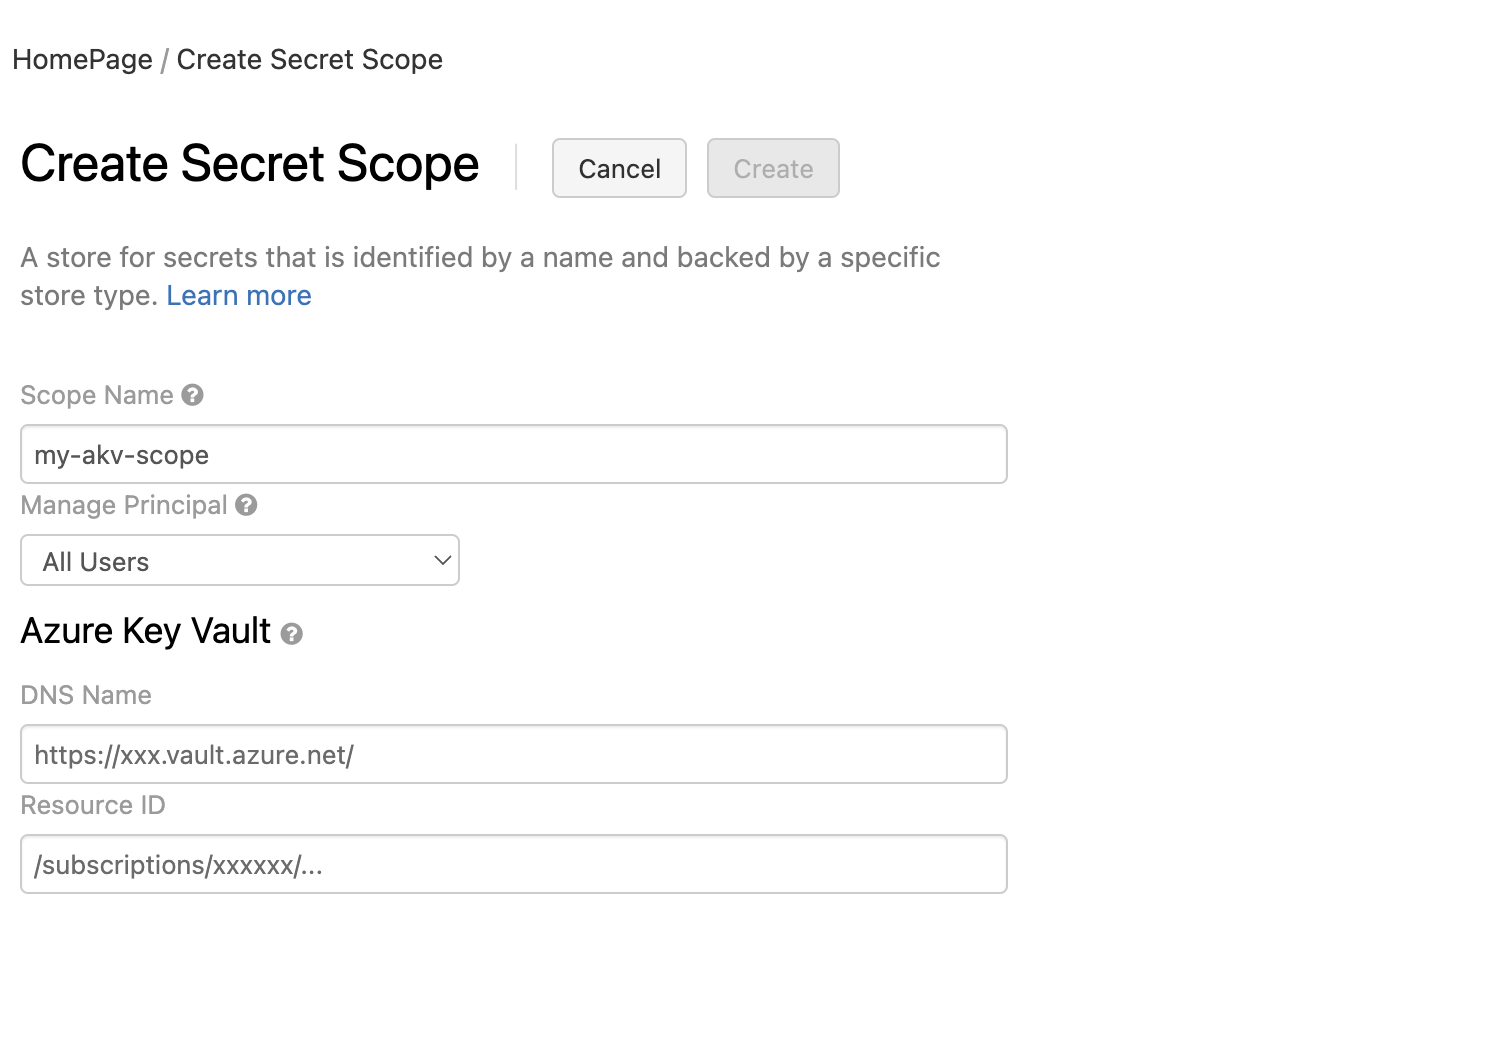 HomePage / Create Secret Scope
Create Secret Scope
Cancel
Create
A store for secrets that is identified by a name and backed by a specific
store type. Learn more
Scope Name ?
my-akv-scope
Manage Principal ?
All Users
Azure Key Vault ?
DNS Name
https://xxx.vault.azure.net/
Resource ID
/subscriptions/xxxxxx/...